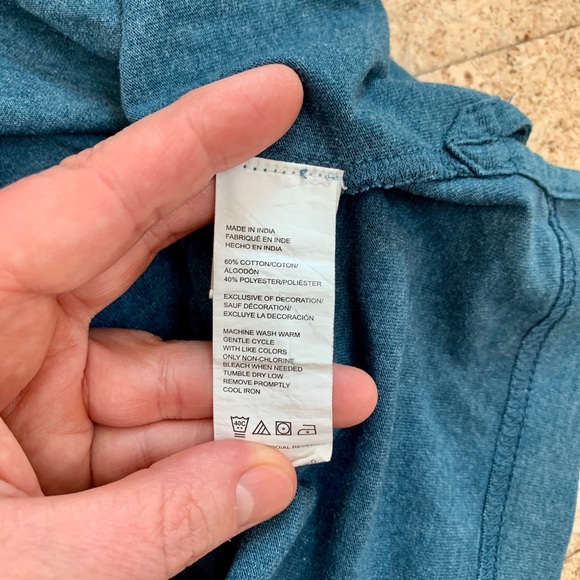 MADE IN INDIA
FABRIQUÉ EN INDE
HECHO EN INDIA
60% COTTON/COTON/
ALGODÓN
40% POLYESTER/POLIÉSTER
EXCLUSIVE OF DECORATION/
SAUF DÉCORATION/
EXCLUYE LA DECORACIÓN
MACHINE WASH WARM
GENTLE CYCLE
WITH LIKE COLORS
ONLY NON-CHLORINE
BLEACH WHEN NEEDED
TUMBLE DRY LOW
REMOVE PROMPTLY
COOL IRON
40C